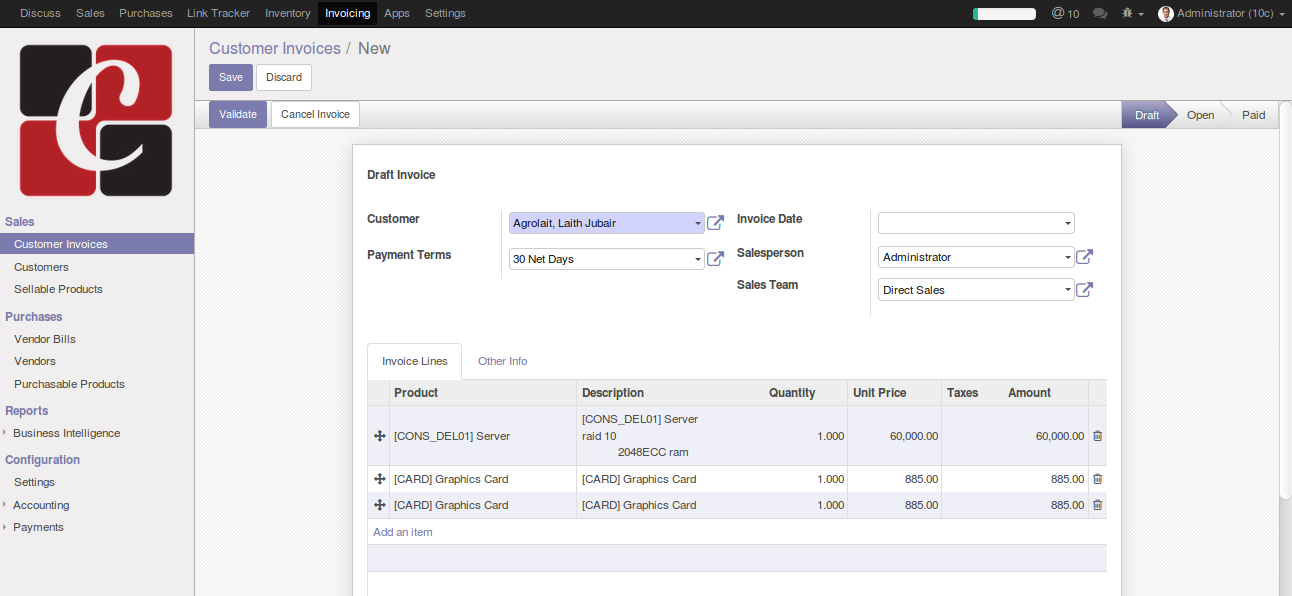 Discuss Sales Purchases Link Tracker Inventory Invoicing Apps Settings @ 10 Administrator (10c)
C
Customer Invoices / New
Save Discard
Validate Cancel Invoice Draft Open Paid
Sales
Customer Invoices
Customers
Sellable Products
Purchases
Vendor Bills
Vendors
Purchasable Products
Reports
Business Intelligence
Configuration
Settings
Accounting
Payments
Draft Invoice
Customer Agrolait, Laith Jubair Invoice Date
Payment Terms 30 Net Days Salesperson Administrator
Sales Team Direct Sales
Invoice Lines Other Info
Product Description Quantity Unit Price Taxes Amount
[CONS_DEL01] Server [CONS_DEL01] Server 1.000 60,000.00 60,000.00
raid 10
2048ECC ram
[CARD] Graphics Card [CARD] Graphics Card 1.000 885.00 885.00
[CARD] Graphics Card [CARD] Graphics Card 1.000 885.00 885.00
Add an item